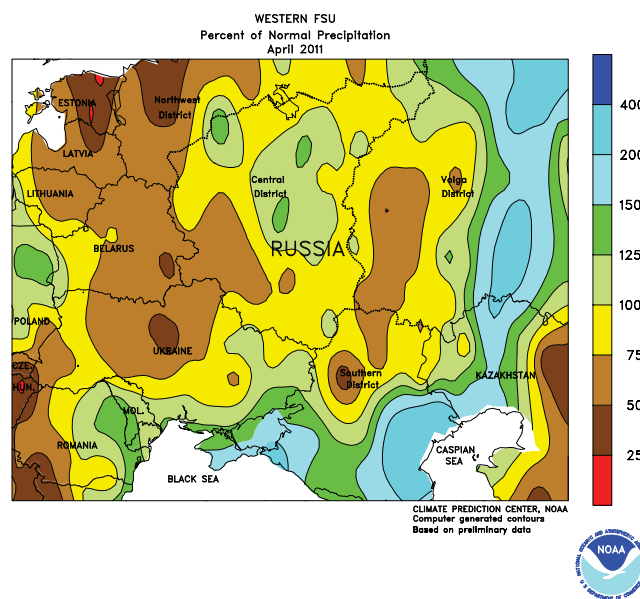 WESTERN FSU
Percent of Normal Precipitation
April 2011
ESTONIA
Northwest
District
LATVIA
LITHUANIA
Central
District
Volga
District
BELARUS
RUSSIA
POLAND
UKRAINE
CZE.
HUN.
Southern
District
KAZAKHSTAN
MOL.
ROMANIA
CASPIAN
SEA
BLACK SEA
400
200
150
125
100
75
50
25
CLIMATE PREDICTION CENTER, NOAA
Computer generated contours
Based on preliminary data
NOAA